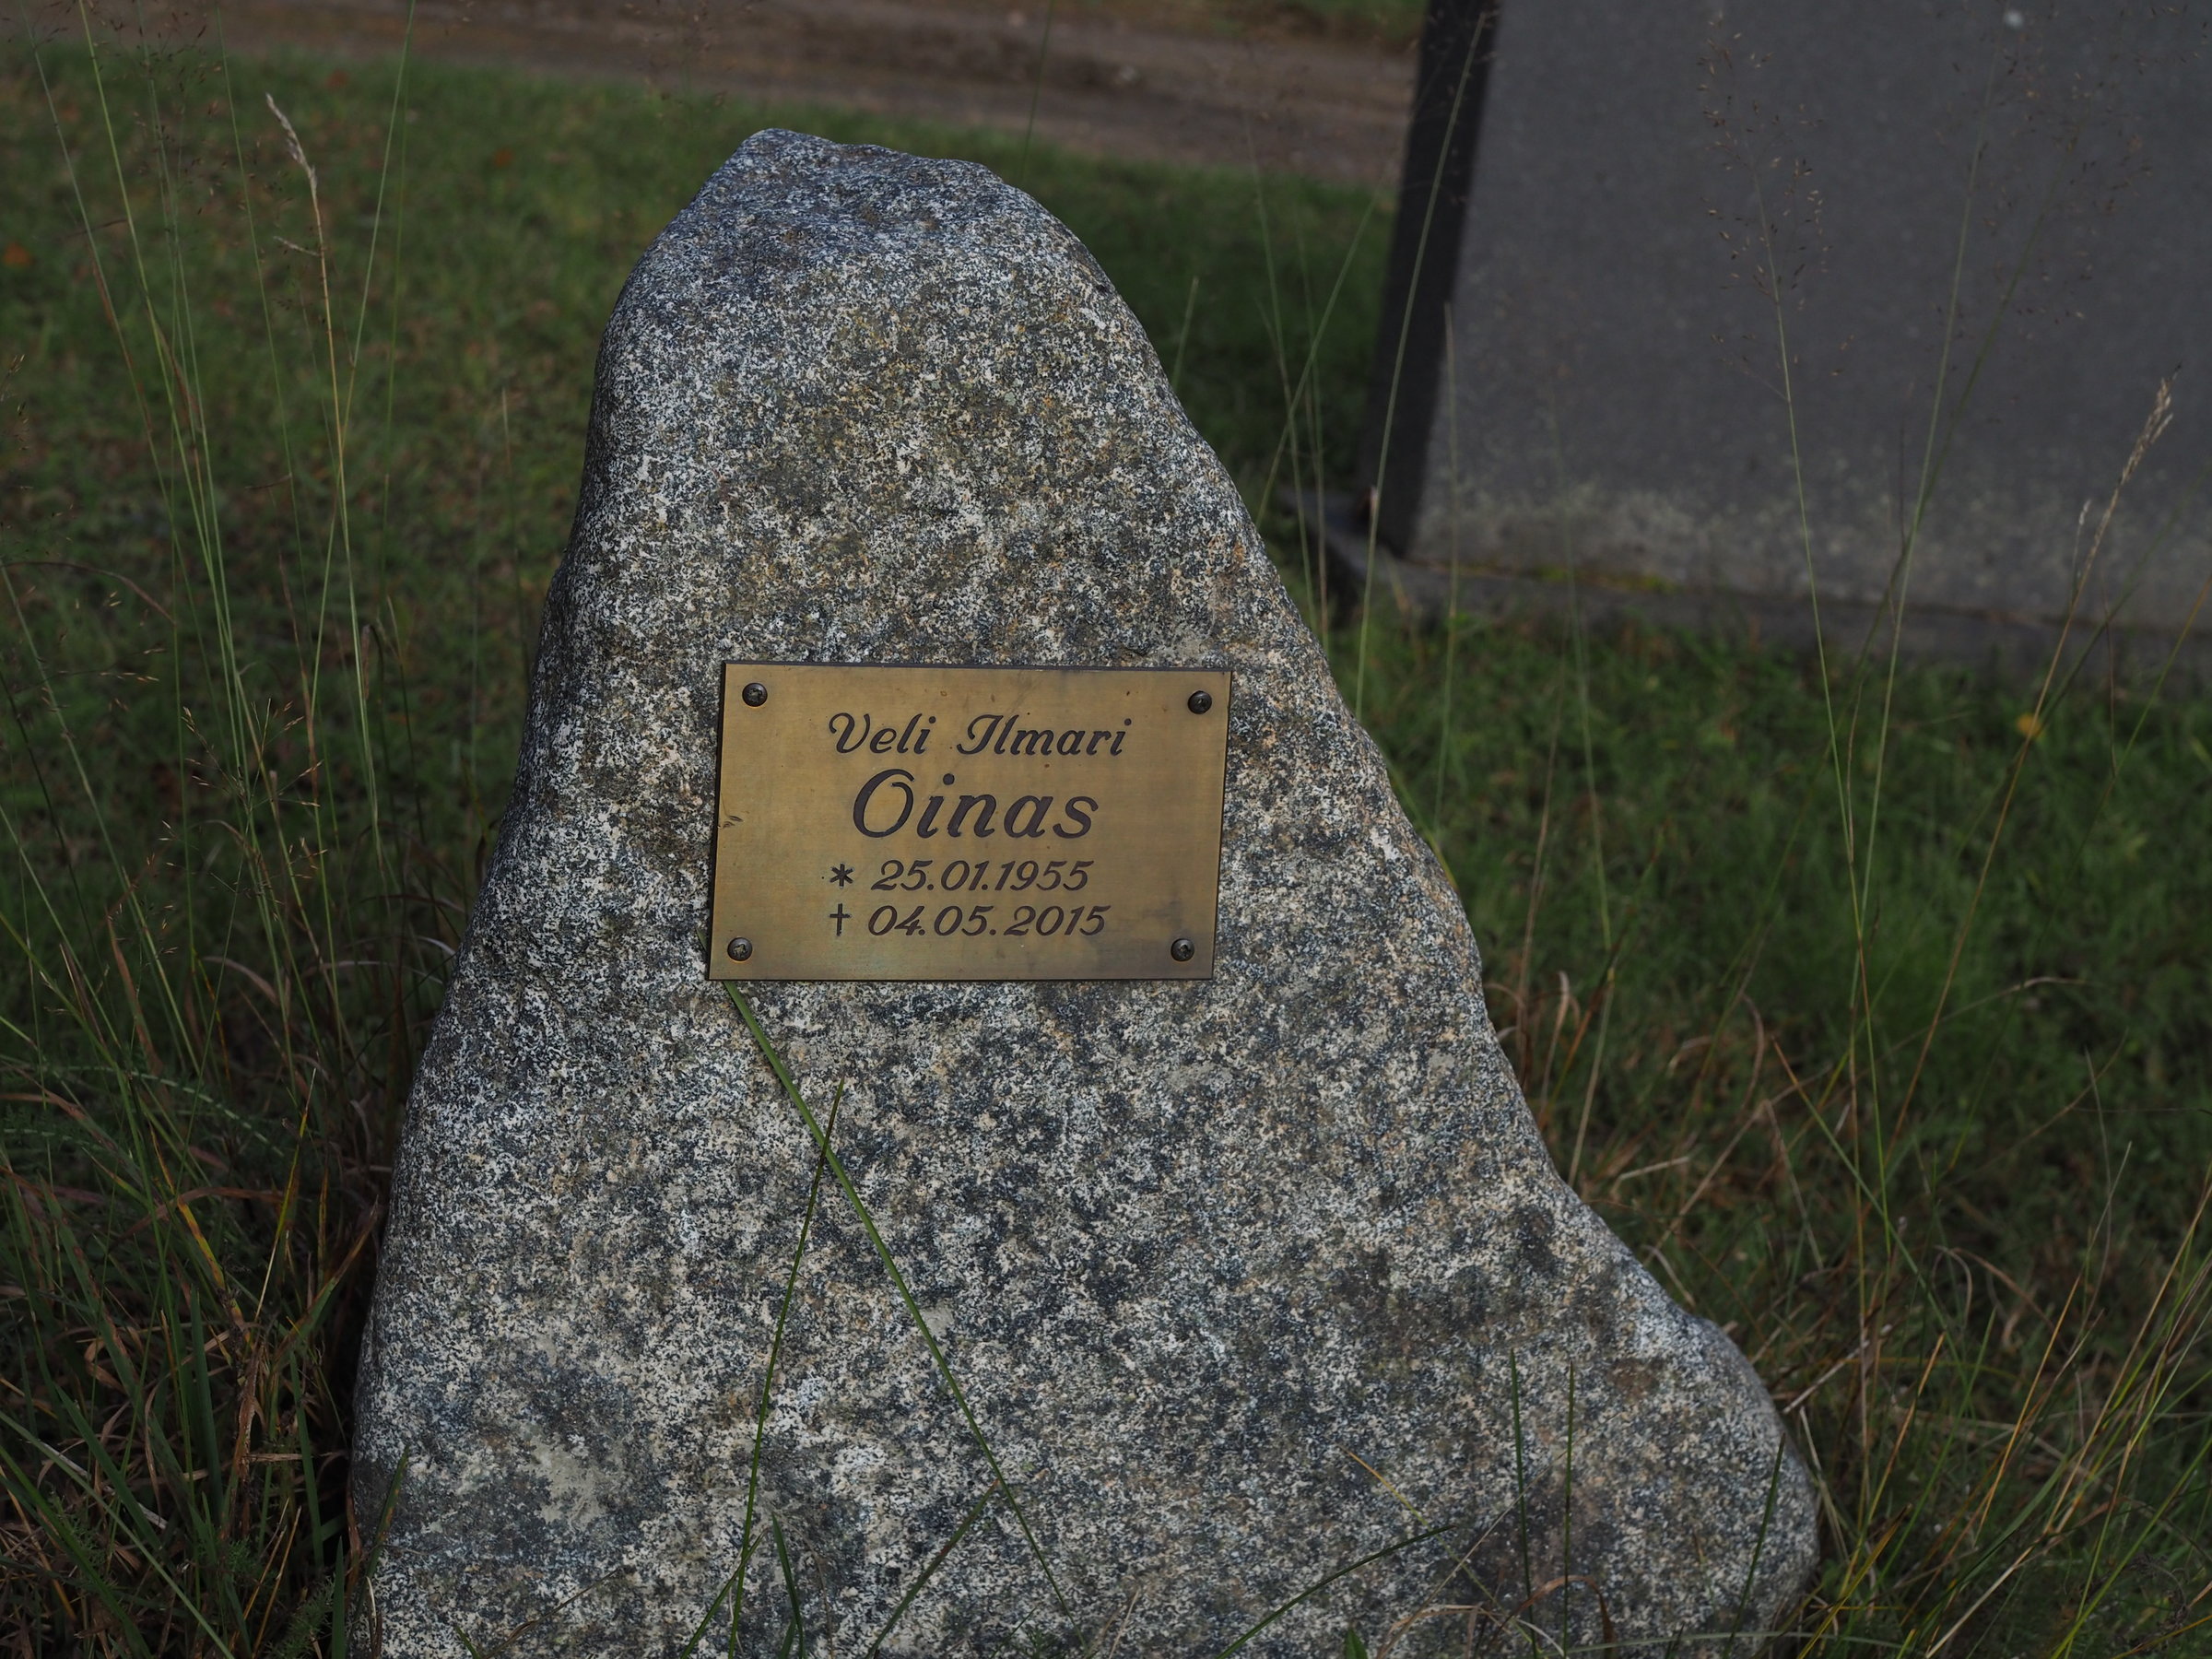 Veli Ilmari
Oinas
* 25.01.1955
† 04.05.2015